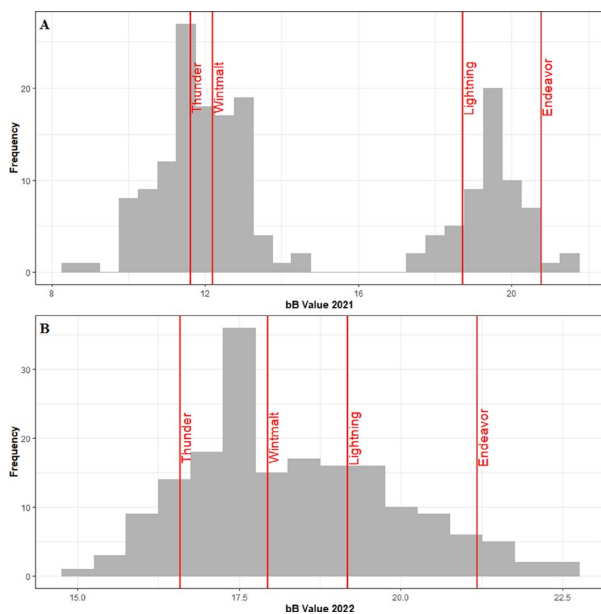 A
Frequency
20
10
0
Thunder
Wintmalt
Lightning
Endeavor
8
12
16
20
bB Value 2021
B
Frequency
30
20
10
0
Thunder
Wintmalt
Lightning
Endeavor
15.0
17.5
20.0
22.5
bB Value 2022